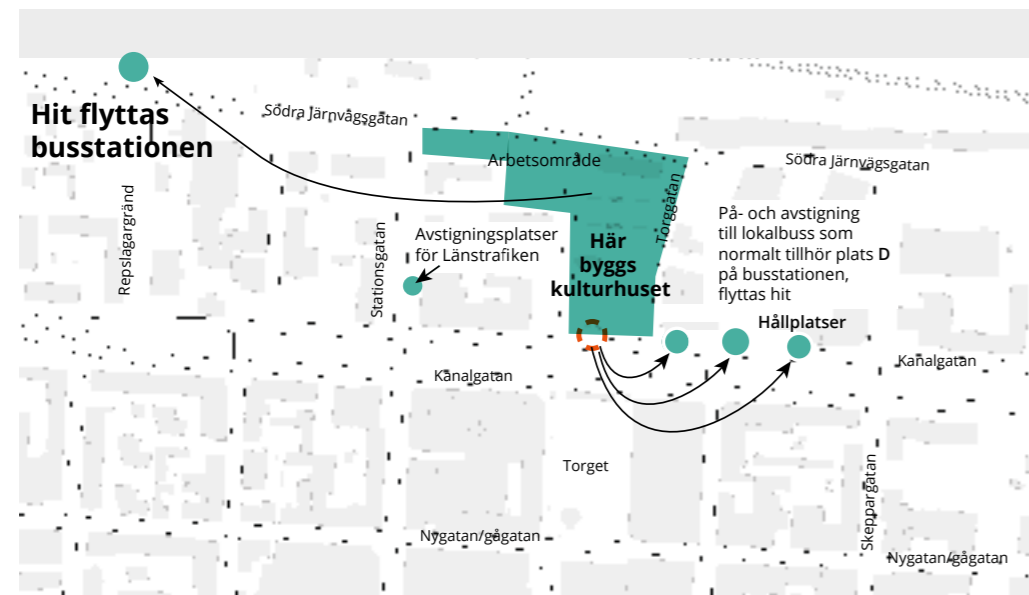 Hit flyttas
busstationen
Södra Järnvägsgatan
Arbetsområde
Södra Järnvägsgatan
Repslagargränd
Stationsgatan
Avstigningsplatser
för Länstrafiken
Torggatan
Här
byggs
kulturhuset
På- och avstigning
till lokalbuss som
normalt tillhör plats D
på busstationen,
flyttas hit
Hållplatser
Kanalgatan
Kanalgatan
Torget
Skeppargatan
Nygatan/gågatan
Nygatan/gågatan